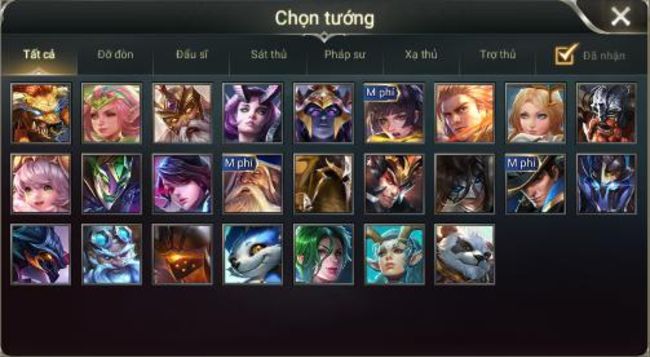 Chọn tướng
Tất cả Đỡ đòn Đấu sĩ Sát thủ Pháp sư Xạ thủ Trợ thủ Đã nhận
M phí
M phí M phí